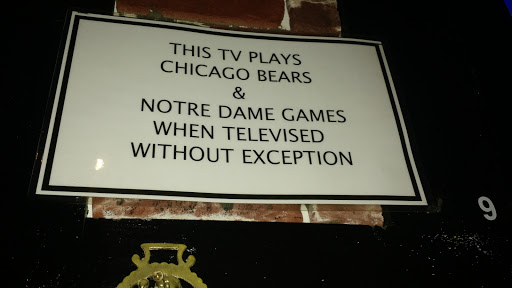 THIS TV PLAYS
CHICAGO BEARS
&
NOTRE DAME GAMES
WHEN TELEVISED
WITHOUT EXCEPTION
9